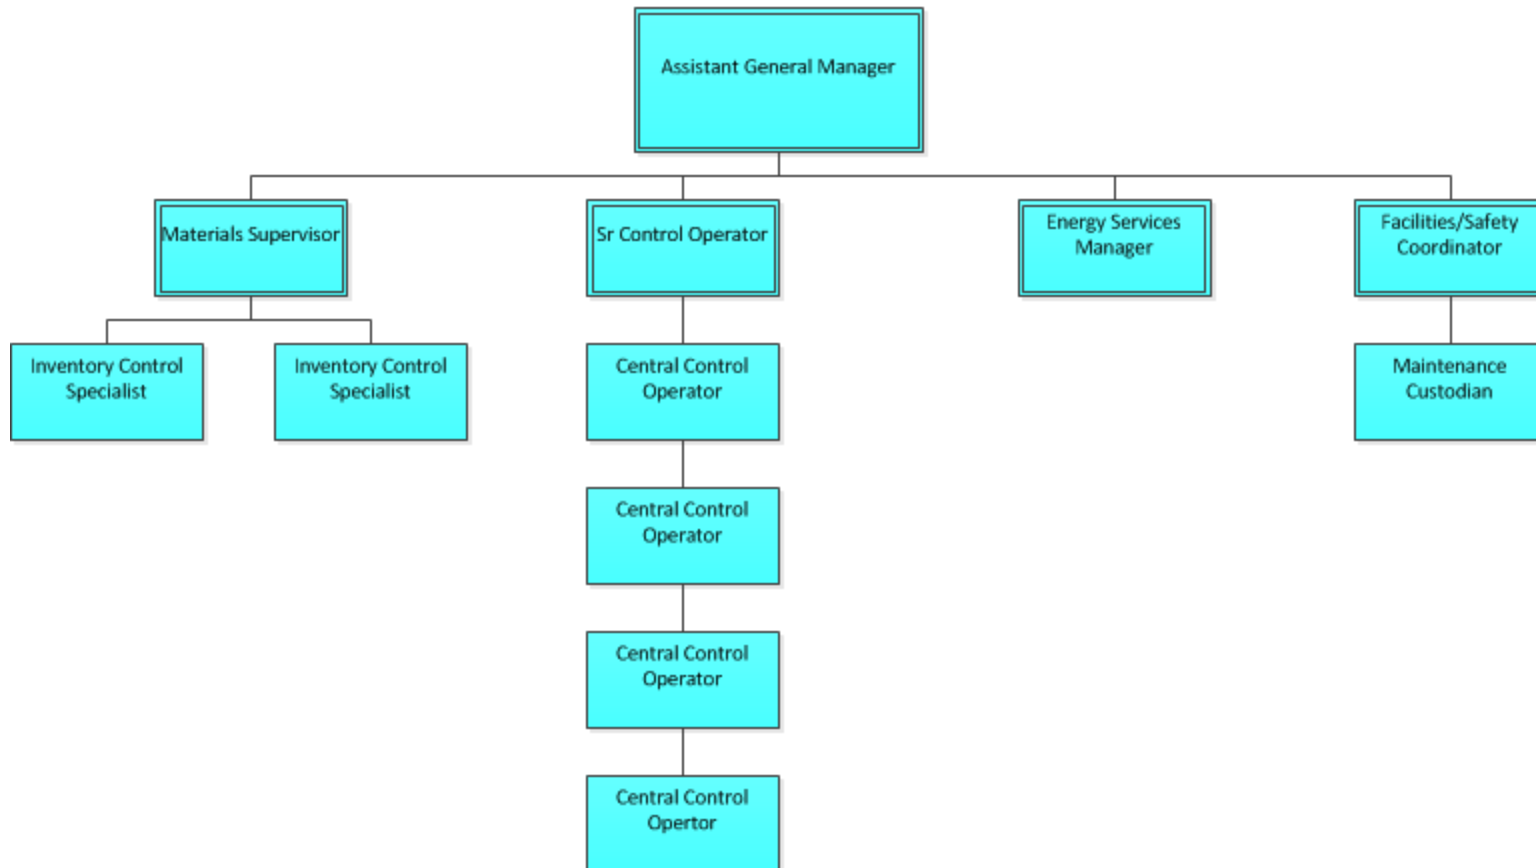 Assistant General Manager
Materials Supervisor
Sr Control Operator
Energy Services
Manager
Facilities/Safety
Coordinator
Inventory Control
Specialist
Inventory Control
Specialist
Central Control
Operator
Maintenance
Custodian
Central Control
Operator
Central Control
Operator
Central Control
Opertor